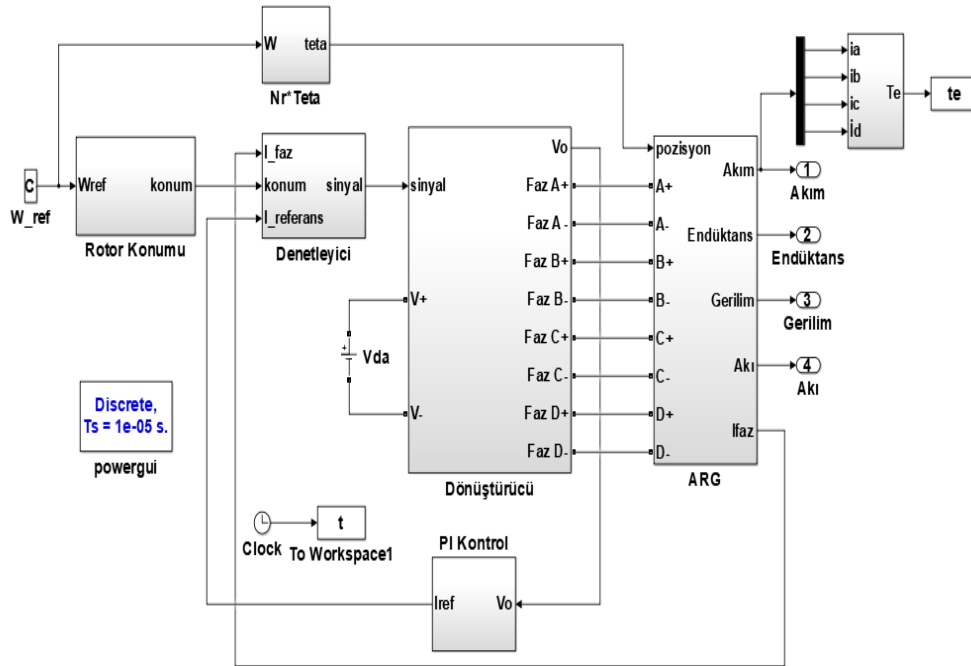 W
teta
Nr*Teta
ia
ib
ic
İd
Te
te
C
W_ref
Wref
konum
Rotor Konumu
I_faz
konum
I_referans
sinyal
Denetleyici
sinyal
V+
V-
Vo
Faz A+
Faz A-
Faz B+
Faz B-
Faz C+
Faz C-
Faz D+
Faz D-
Dönüştürücü
+
Vda
pozisyon
A+
A-
B+
B-
C+
C-
D+
D-
Akım
Endüktans
Gerilim
Akı
Ifaz
ARG
1
Akım
2
Endüktans
3
Gerilim
4
Akı
Discrete,
Ts = 1e-05 s.
powergui
Clock
t
To Workspace1
PI Kontrol
Iref
Vo